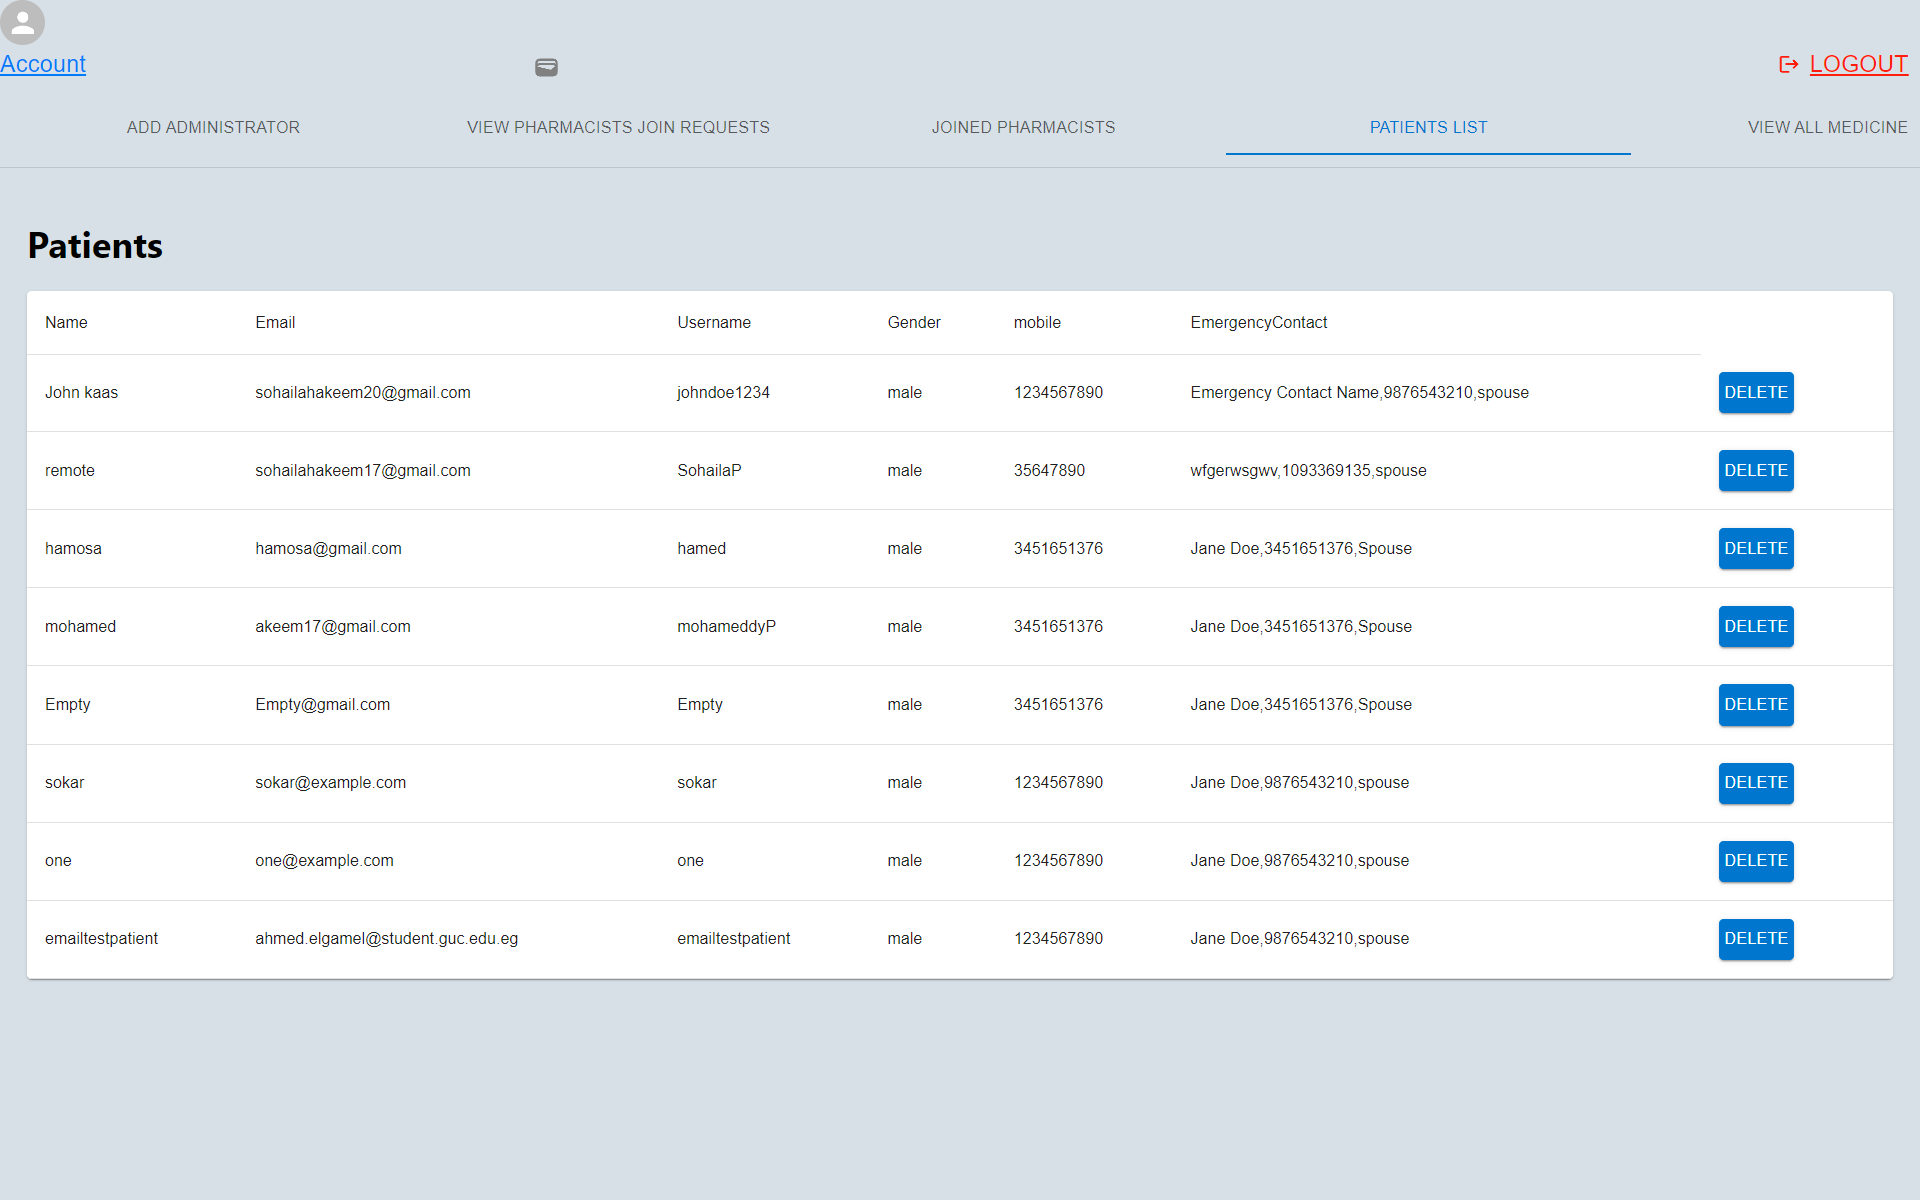 Account
LOGOUT
ADD ADMINISTRATOR VIEW PHARMACISTS JOIN REQUESTS JOINED PHARMACISTS PATIENTS LIST VIEW ALL MEDICINE
Patients
Name Email Username Gender mobile EmergencyContact
John kaas sohailahakeem20@gmail.com johndoe1234 male 1234567890 Emergency Contact Name,9876543210,spouse DELETE
remote sohailahakeem17@gmail.com SohailaP male 35647890 wfgerwsgwv,1093369135,spouse DELETE
hamosa hamosa@gmail.com hamed male 3451651376 Jane Doe,3451651376,Spouse DELETE
mohamed akeem17@gmail.com mohameddyP male 3451651376 Jane Doe,3451651376,Spouse DELETE
Empty Empty@gmail.com Empty male 3451651376 Jane Doe,3451651376,Spouse DELETE
sokar sokar@example.com sokar male 1234567890 Jane Doe,9876543210,spouse DELETE
one one@example.com one male 1234567890 Jane Doe,9876543210,spouse DELETE
emailtestpatient ahmed.elgamel@student.guc.edu.eg emailtestpatient male 1234567890 Jane Doe,9876543210,spouse DELETE